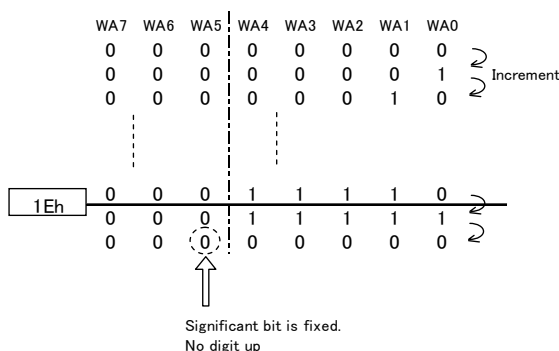 WA7 WA6 WA5 WA4 WA3 WA2 WA1 WA0
0 0 0 0 0 0 0 0
0 0 0 0 0 0 0 1 Increment
0 0 0 0 0 0 1 0
1Eh 0 0 0 1 1 1 1 0
0 0 0 1 1 1 1 1
0 0 0 0 0 0 0 0
Significant bit is fixed.
No digit up